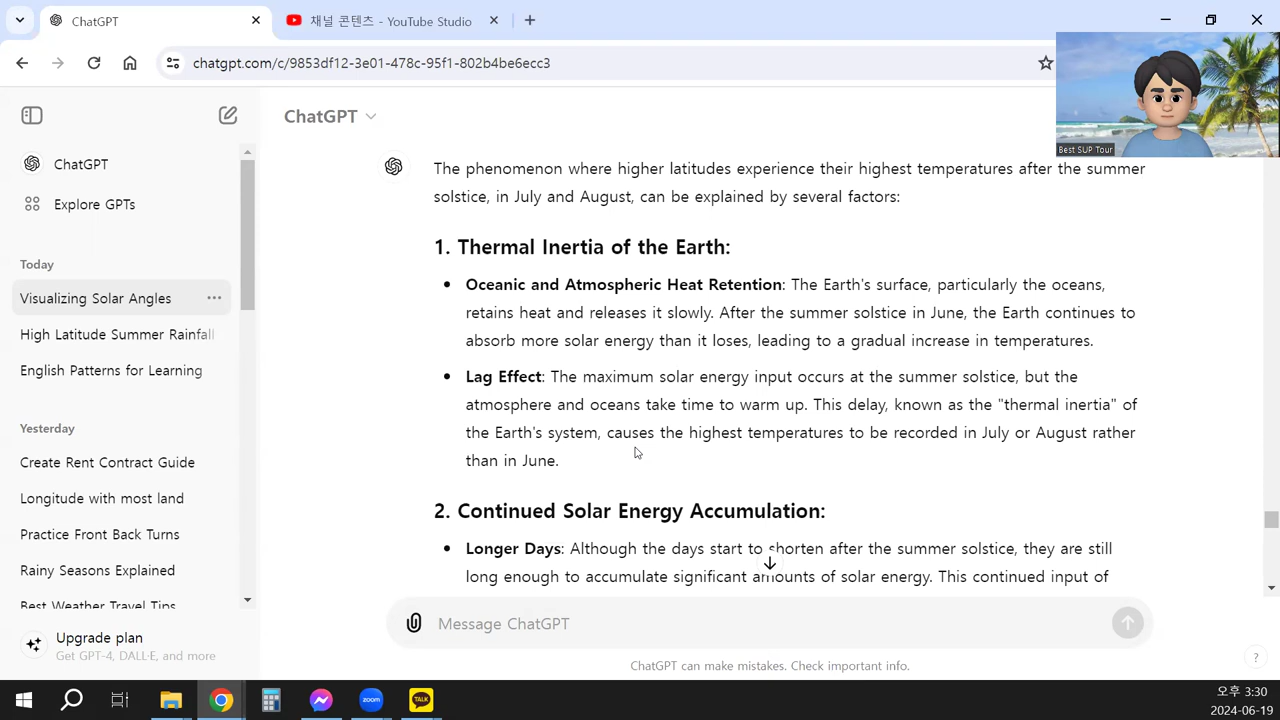 ChatGPT
채널 콘텐츠 - YouTube Studio
chatgpt.com/c/9853df12-3e01-478c-95f1-802b4be6ecc3
Best SUP Tour
ChatGPT
Explore GPTs
Today
Visualizing Solar Angles
High Latitude Summer Rainfall
English Patterns for Learning
Yesterday
Create Rent Contract Guide
Longitude with most land
Practice Front Back Turns
Rainy Seasons Explained
Best Weather Travel Tips
Upgrade plan
Get GPT-4, DALL·E, and more
ChatGPT
The phenomenon where higher latitudes experience their highest temperatures after the summer
solstice, in July and August, can be explained by several factors:
1. Thermal Inertia of the Earth:
• Oceanic and Atmospheric Heat Retention: The Earth's surface, particularly the oceans,
retains heat and releases it slowly. After the summer solstice in June, the Earth continues to
absorb more solar energy than it loses, leading to a gradual increase in temperatures.
• Lag Effect: The maximum solar energy input occurs at the summer solstice, but the
atmosphere and oceans take time to warm up. This delay, known as the "thermal inertia" of
the Earth's system, causes the highest temperatures to be recorded in July or August rather
than in June.
2. Continued Solar Energy Accumulation:
• Longer Days: Although the days start to shorten after the summer solstice, they are still
long enough to accumulate significant amounts of solar energy. This continued input of
Message ChatGPT
ChatGPT can make mistakes. Check important info.
?
zoom
TALK
오후 3:30
2024-06-19